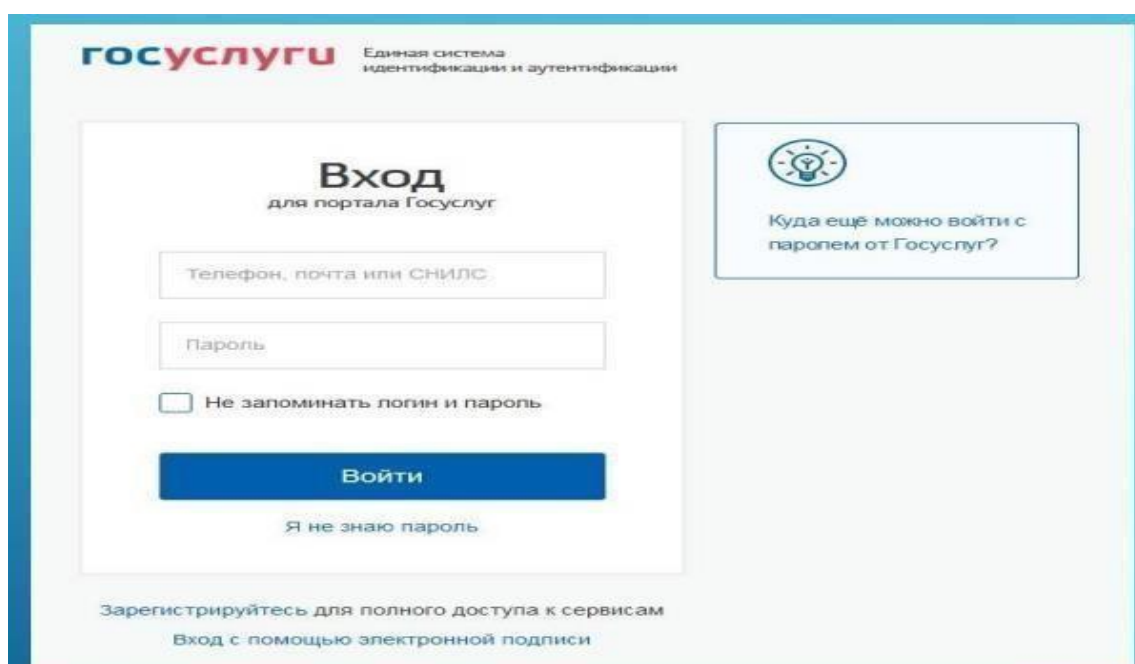 госуслуги
Единая система
идентификации и аутентификации
Вход
для портала Госуслуг
Телефон, почта или СНИЛС
Пароль
Не запоминать логин и пароль
Войти
Я не знаю пароль
Куда ещё можно войти с
паролем от Госуслуг?
Зарегистрируйтесь для полного доступа к сервисам
Вход с помощью электронной подписи